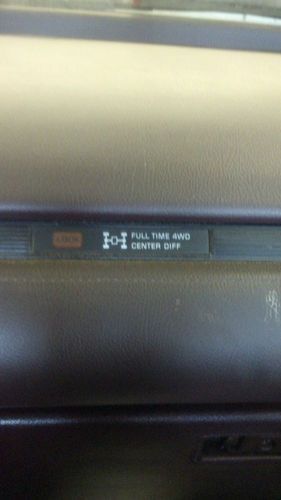 LOCK
FULL TIME 4WD
CENTER DIFF